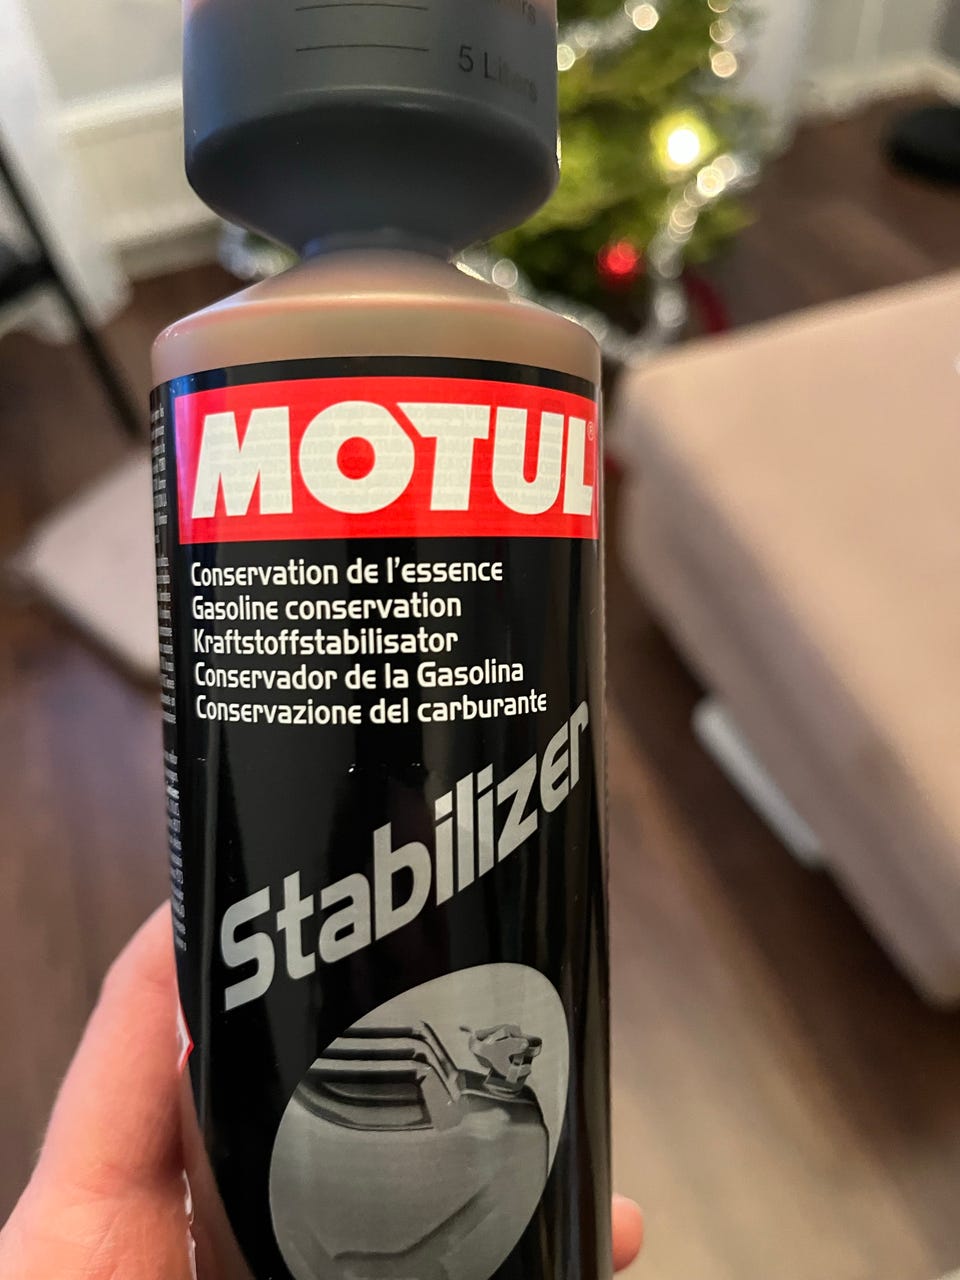 5 Liters
MOTUL®
Conservation de l'essence
Gasoline conservation
Kraftstoffstabilisator
Conservador de la Gasolina
Conservazione del carburante
Stabilizer